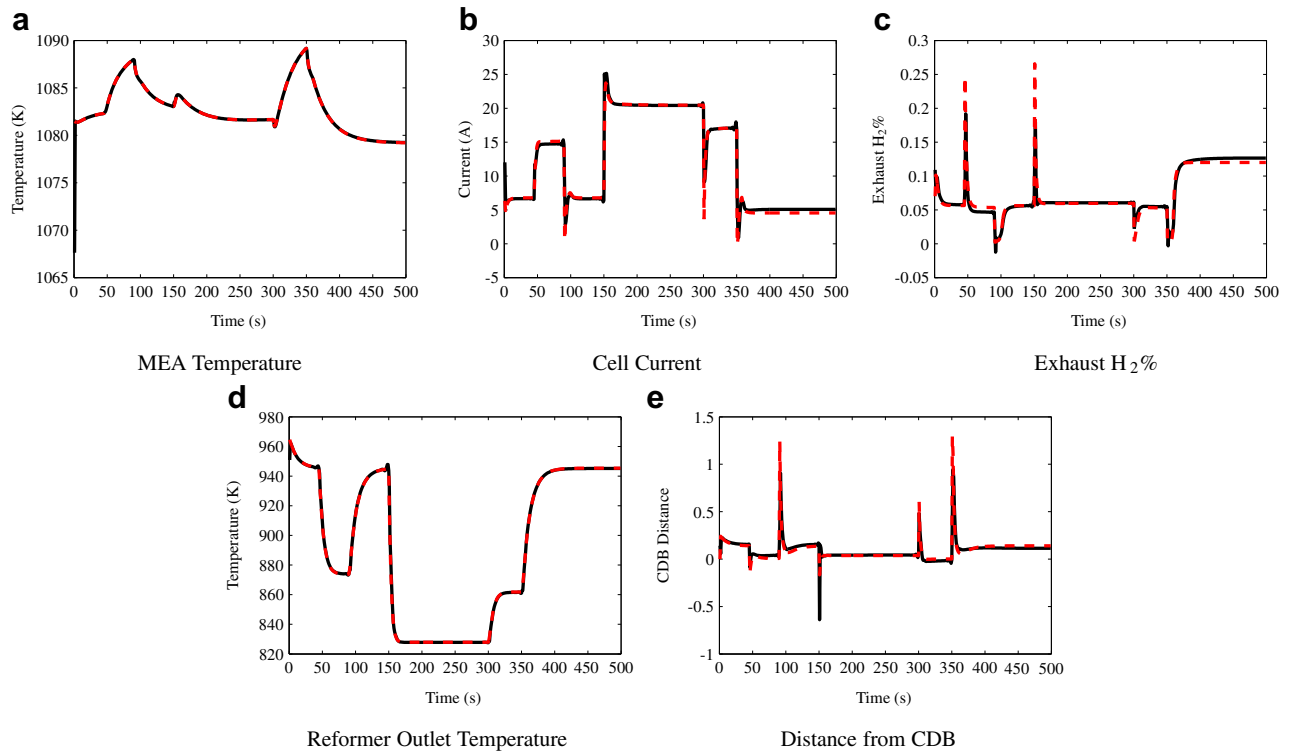 a
1090
1085
1080
1075
1070
1065
Temperature (K)
0 50 100 150 200 250 300 350 400 450 500
Time (s)
MEA Temperature
b
30
25
20
15
10
5
0
-5
Current (A)
0 50 100 150 200 250 300 350 400 450 500
Time (s)
Cell Current
c
0.3
0.25
0.2
0.15
0.1
0.05
0
-0.05
Exhaust H2%
0 50 100 150 200 250 300 350 400 450 500
Time (s)
Exhaust H2%
d
980
960
940
920
900
880
860
840
820
Temperature (K)
0 50 100 150 200 250 300 350 400 450 500
Time (s)
Reformer Outlet Temperature
e
1.5
1
0.5
0
-0.5
-1
CDB Distance
0 50 100 150 200 250 300 350 400 450 500
Time (s)
Distance from CDB